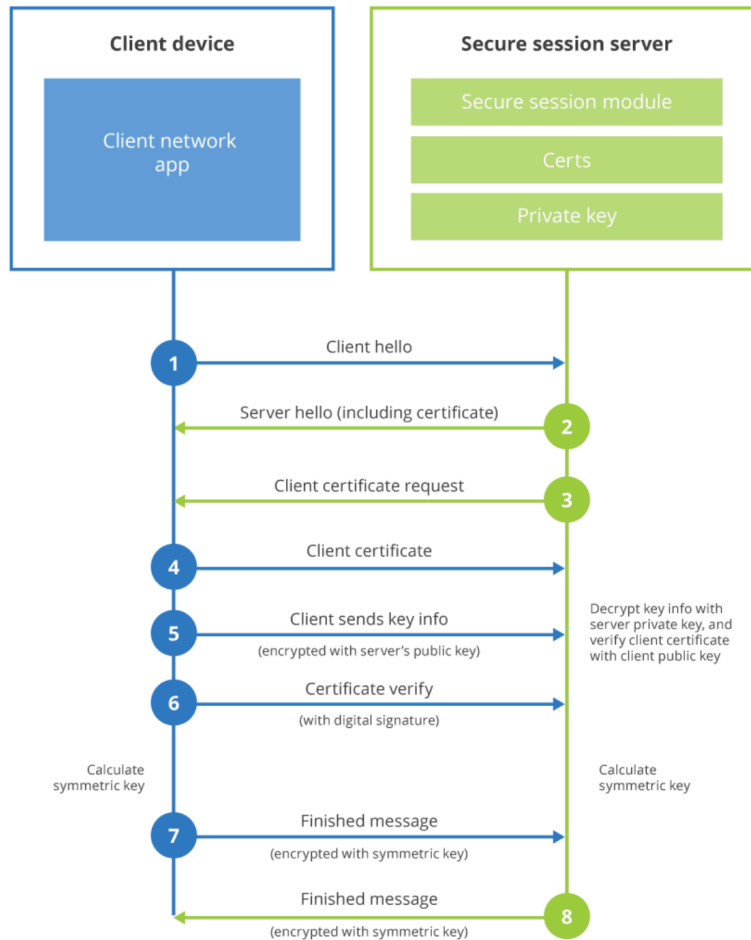 Client device
Secure session server
Client network
app
Secure session module
Certs
Private key
1
Client hello
Server hello (including certificate)
2
Client certificate request
3
4
Client certificate
5
Client sends key info
(encrypted with server's public key)
Decrypt key info with
server private key, and
verify client certificate
with client public key
6
Certificate verify
(with digital signature)
Calculate
symmetric key
Calculate
symmetric key
7
Finished message
(encrypted with symmetric key)
Finished message
(encrypted with symmetric key)
8